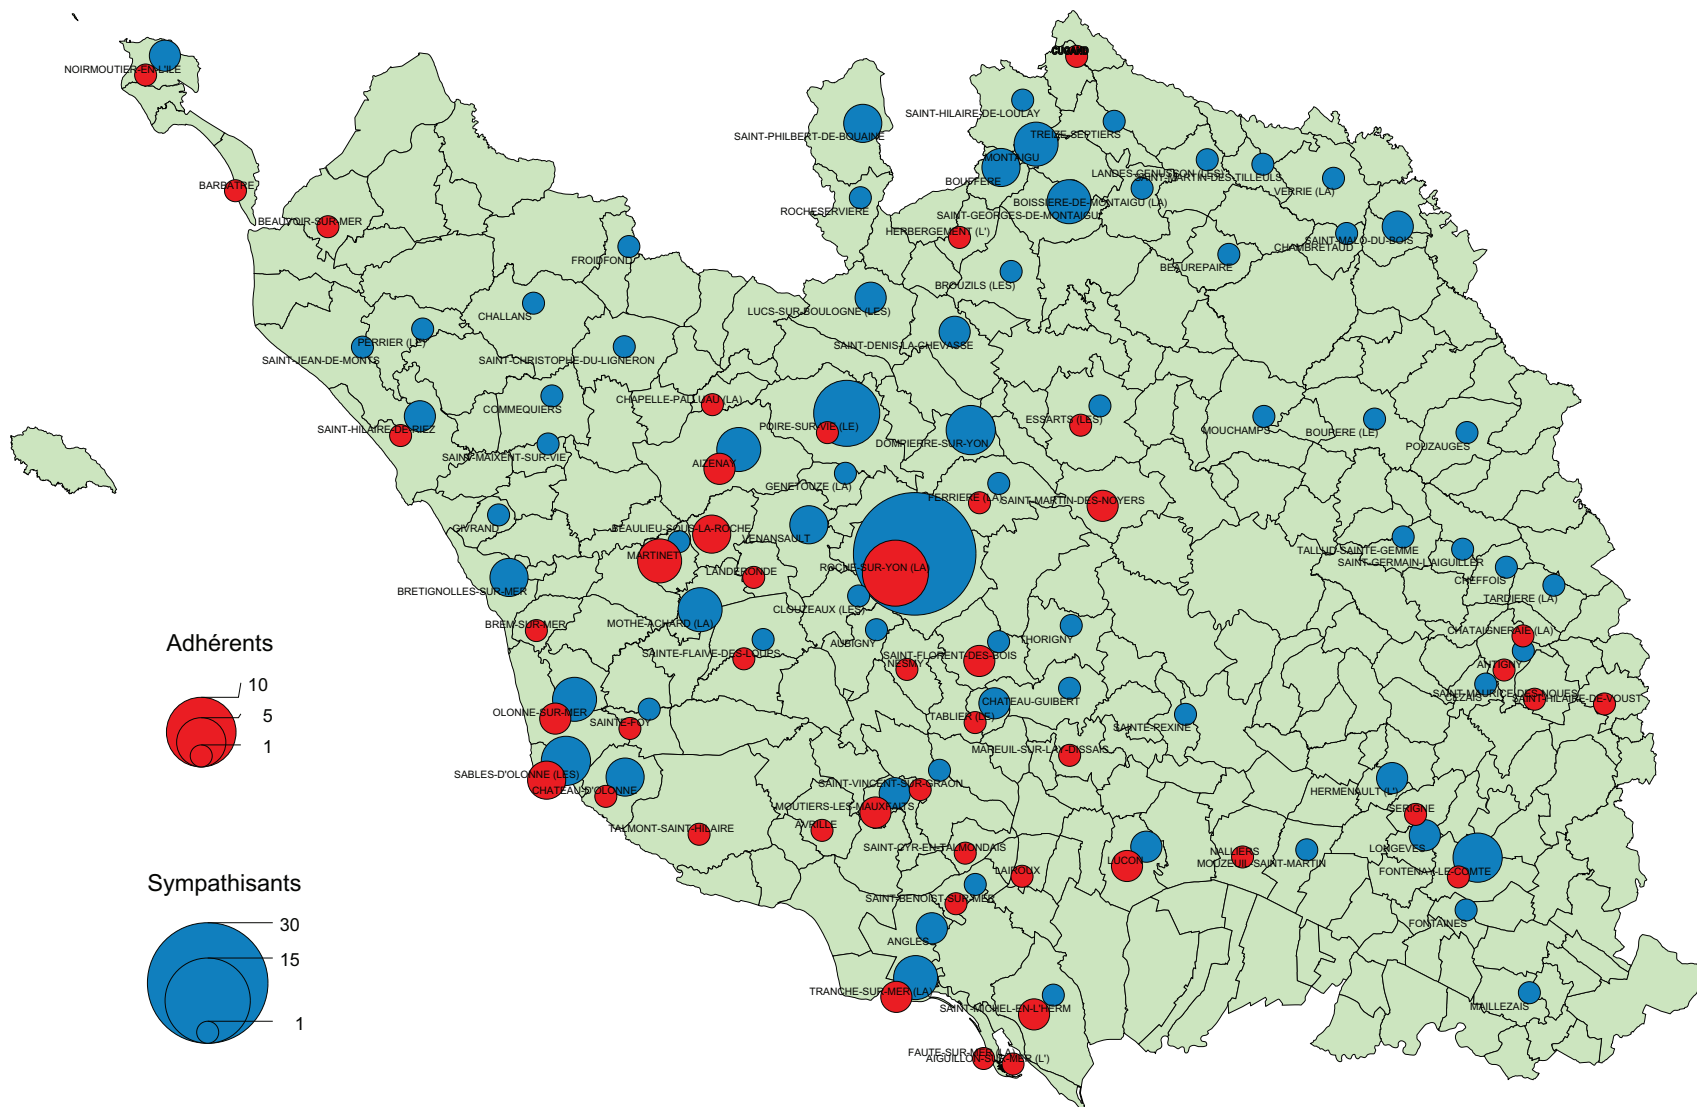 CUGAND
NOIRMOUTIER-EN-L'ILE
SAINT-HILAIRE-DE-LOULAY
SAINT-PHILBERT-DE-BOUAINE
TREIZE-SEPTIERS
MONTAIGU
LANDES-GENUSSON (LES)
SAINT-MARTIN-DES-TILLEULS
BOUFFERE
BARBATRE
VERRIE (LA)
BOISSIERE-DE-MONTAIGU (LA)
ROCHESERVIERE
SAINT-GEORGES-DE-MONTAIGU
BEAUVOIR-SUR-MER
HERBERGEMENT (L')
SAINT-MALO-DU-BOIS
CHAMBRETAUD
FROIDFOND
BEAUREPAIRE
BROUZILS (LES)
LUCS-SUR-BOULOGNE (LES)
CHALLANS
PERRIER (LE)
SAINT-DENIS-LA-CHEVASSE
SAINT-JEAN-DE-MONTS
SAINT-CHRISTOPHE-DU-LIGNERON
CHAPELLE-PALLUAU (LA)
COMMEQUIERS
ESSARTS (LES)
POIRE-SUR-VIE (LE)
SAINT-HILAIRE-DE-RIEZ
MOUCHAMPS
BOUPERE (LE)
DOMPIERRE-SUR-YON
POUZAUGES
SAINT-MAIXENT-SUR-VIE
AIZENAY
GENETOUZE (LA)
FERRIERE (LA)
SAINT-MARTIN-DES-NOYERS
GIVRAND
BEAULIEU-SOUS-LA-ROCHE
VENANSAULT
TALLUD-SAINTE-GEMME
MARTINET
SAINT-GERMAIN-L'AIGUILLER
ROCHE-SUR-YON (LA)
LANDERONDE
CHEFFOIS
BRETIGNOLLES-SUR-MER
TARDIERE (LA)
CLOUZEAUX (LES)
BREM-SUR-MER
MOTHE-ACHARD (LA)
CHATAIGNERAIE (LA)
THORIGNY
AUBIGNY
Adhérents
SAINTE-FLAIVE-DES-LOUPS
SAINT-FLORENT-DES-BOIS
NESMY
ANTIGNY
10
SAINT-MAURICE-DES-NOUES
CEZAIS
SAINT-HILAIRE-DE-VOUST
CHATEAU-GUIBERT
OLONNE-SUR-MER
5
SAINTE-FOY
TABLIER (LE)
SAINTE-PEXINE
1
MAREUIL-SUR-LAY-DISSAIS
SABLES-D'OLONNE (LES)
SAINT-VINCENT-SUR-GRAON
CHATEAU-D'OLONNE
HERMENAULT (L')
MOUTIERS-LES-MAUXFAITS
SERIGNE
AVRILLE
TALMONT-SAINT-HILAIRE
SAINT-CYR-EN-TALMONDAIS
LONGEVES
NALLIERS
LUCON
MOUZEUIL-SAINT-MARTIN
LAIROUX
FONTENAY-LE-COMTE
Sympathisants
SAINT-BENOIST-SUR-MER
30
FONTAINES
ANGLES
15
TRANCHE-SUR-MER (LA)
SAINT-MICHEL-EN-L'HERM
MAILLEZAIS
1
FAUTE-SUR-MER (LA)
AIGUILLON-SUR-MER (L')